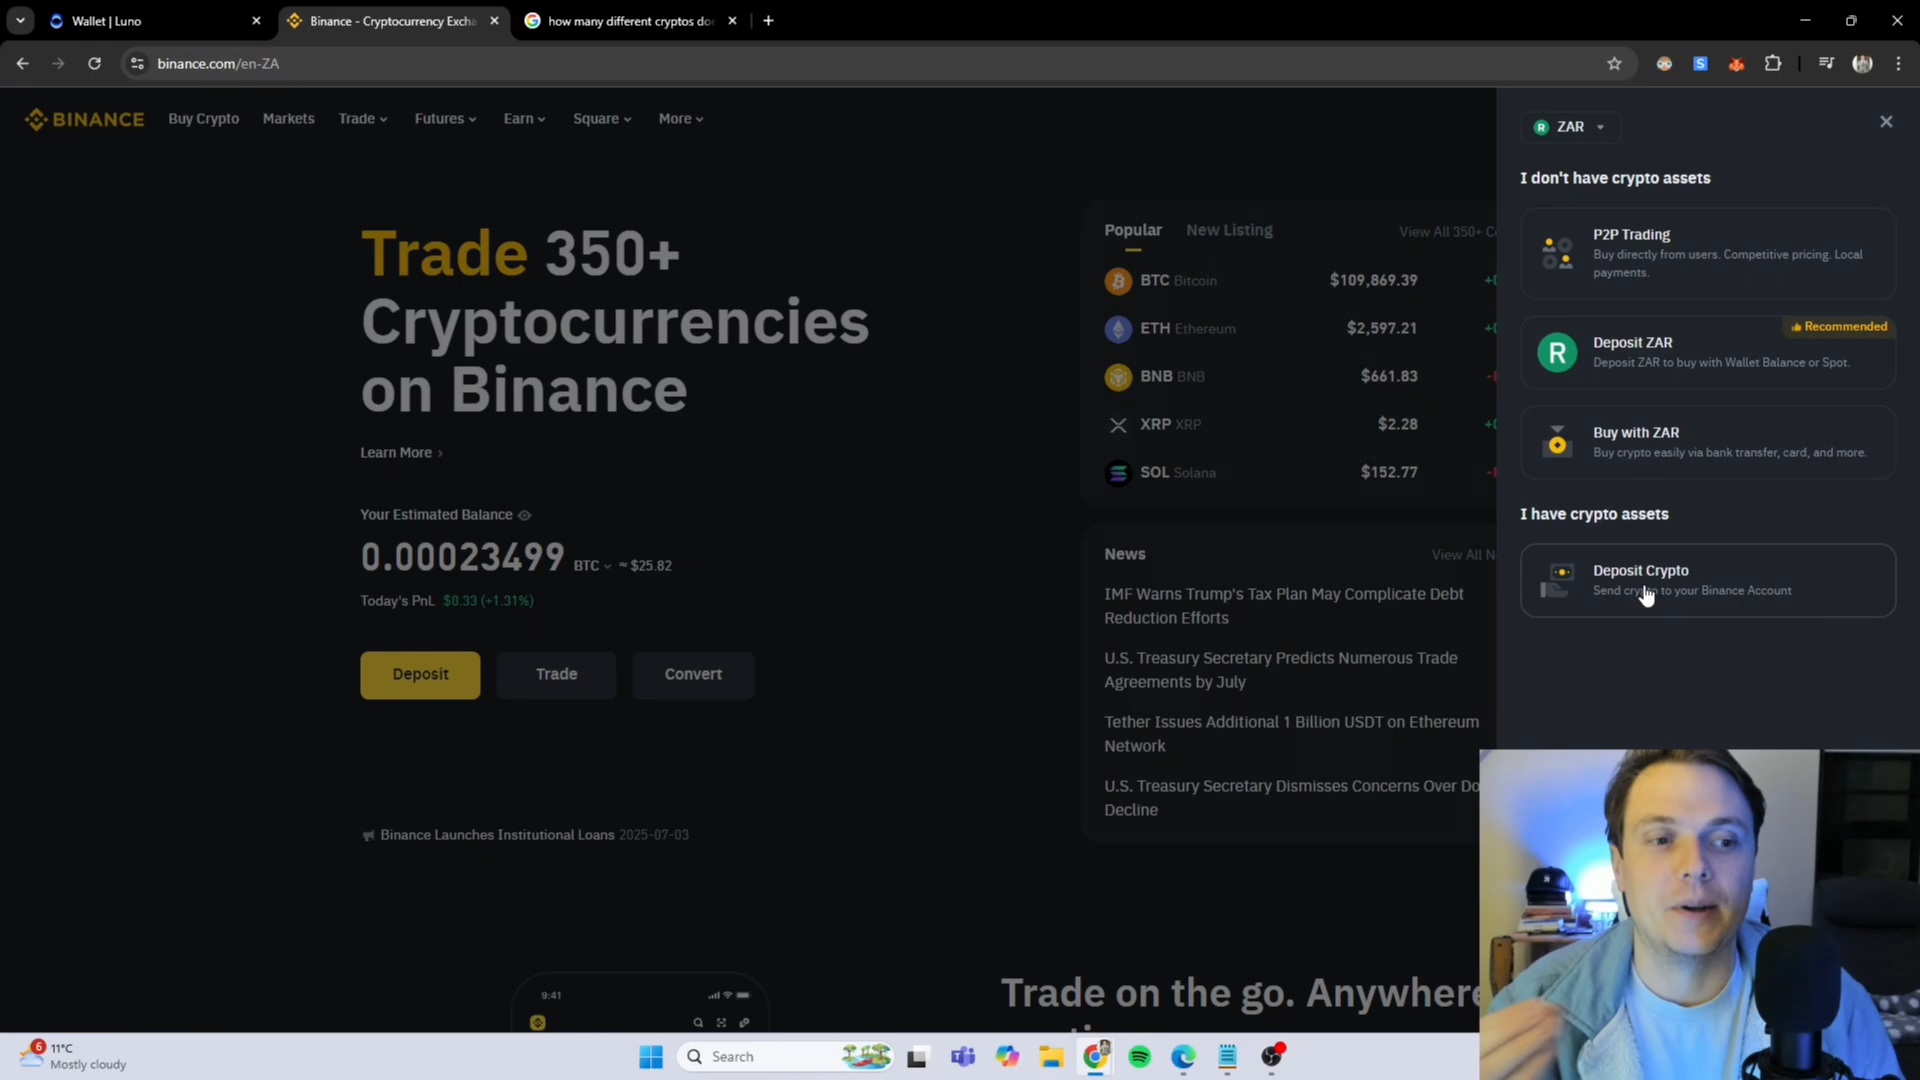 Wallet | Luno
Binance - Cryptocurrency Excha
how many different cryptos doe
binance.com/en-ZA
BINANCE
Buy Crypto
Markets
Trade
Futures
Earn
Square
More
Trade 350+
Cryptocurrencies
on Binance
Learn More
Your Estimated Balance
0.00023499 BTC ≈ $25.82
Today's PnL $0.33 (+1.31%)
Deposit
Trade
Convert
Binance Launches Institutional Loans 2025-07-03
Popular
New Listing
View All 350+ C
BTC Bitcoin $109,869.39
ETH Ethereum $2,597.21
BNB BNB $661.83
XRP XRP $2.28
SOL Solana $152.77
News
View All N
IMF Warns Trump's Tax Plan May Complicate Debt
Reduction Efforts
U.S. Treasury Secretary Predicts Numerous Trade
Agreements by July
Tether Issues Additional 1 Billion USDT on Ethereum
Network
U.S. Treasury Secretary Dismisses Concerns Over Do
Decline
R ZAR
I don't have crypto assets
P2P Trading
Buy directly from users. Competitive pricing. Local
payments.
Recommended
R
Deposit ZAR
Deposit ZAR to buy with Wallet Balance or Spot.
Buy with ZAR
Buy crypto easily via bank transfer, card, and more.
I have crypto assets
Deposit Crypto
Send crypto to your Binance Account
9:41
Trade on the go. Anywhere
6
11°C
Mostly cloudy
Search